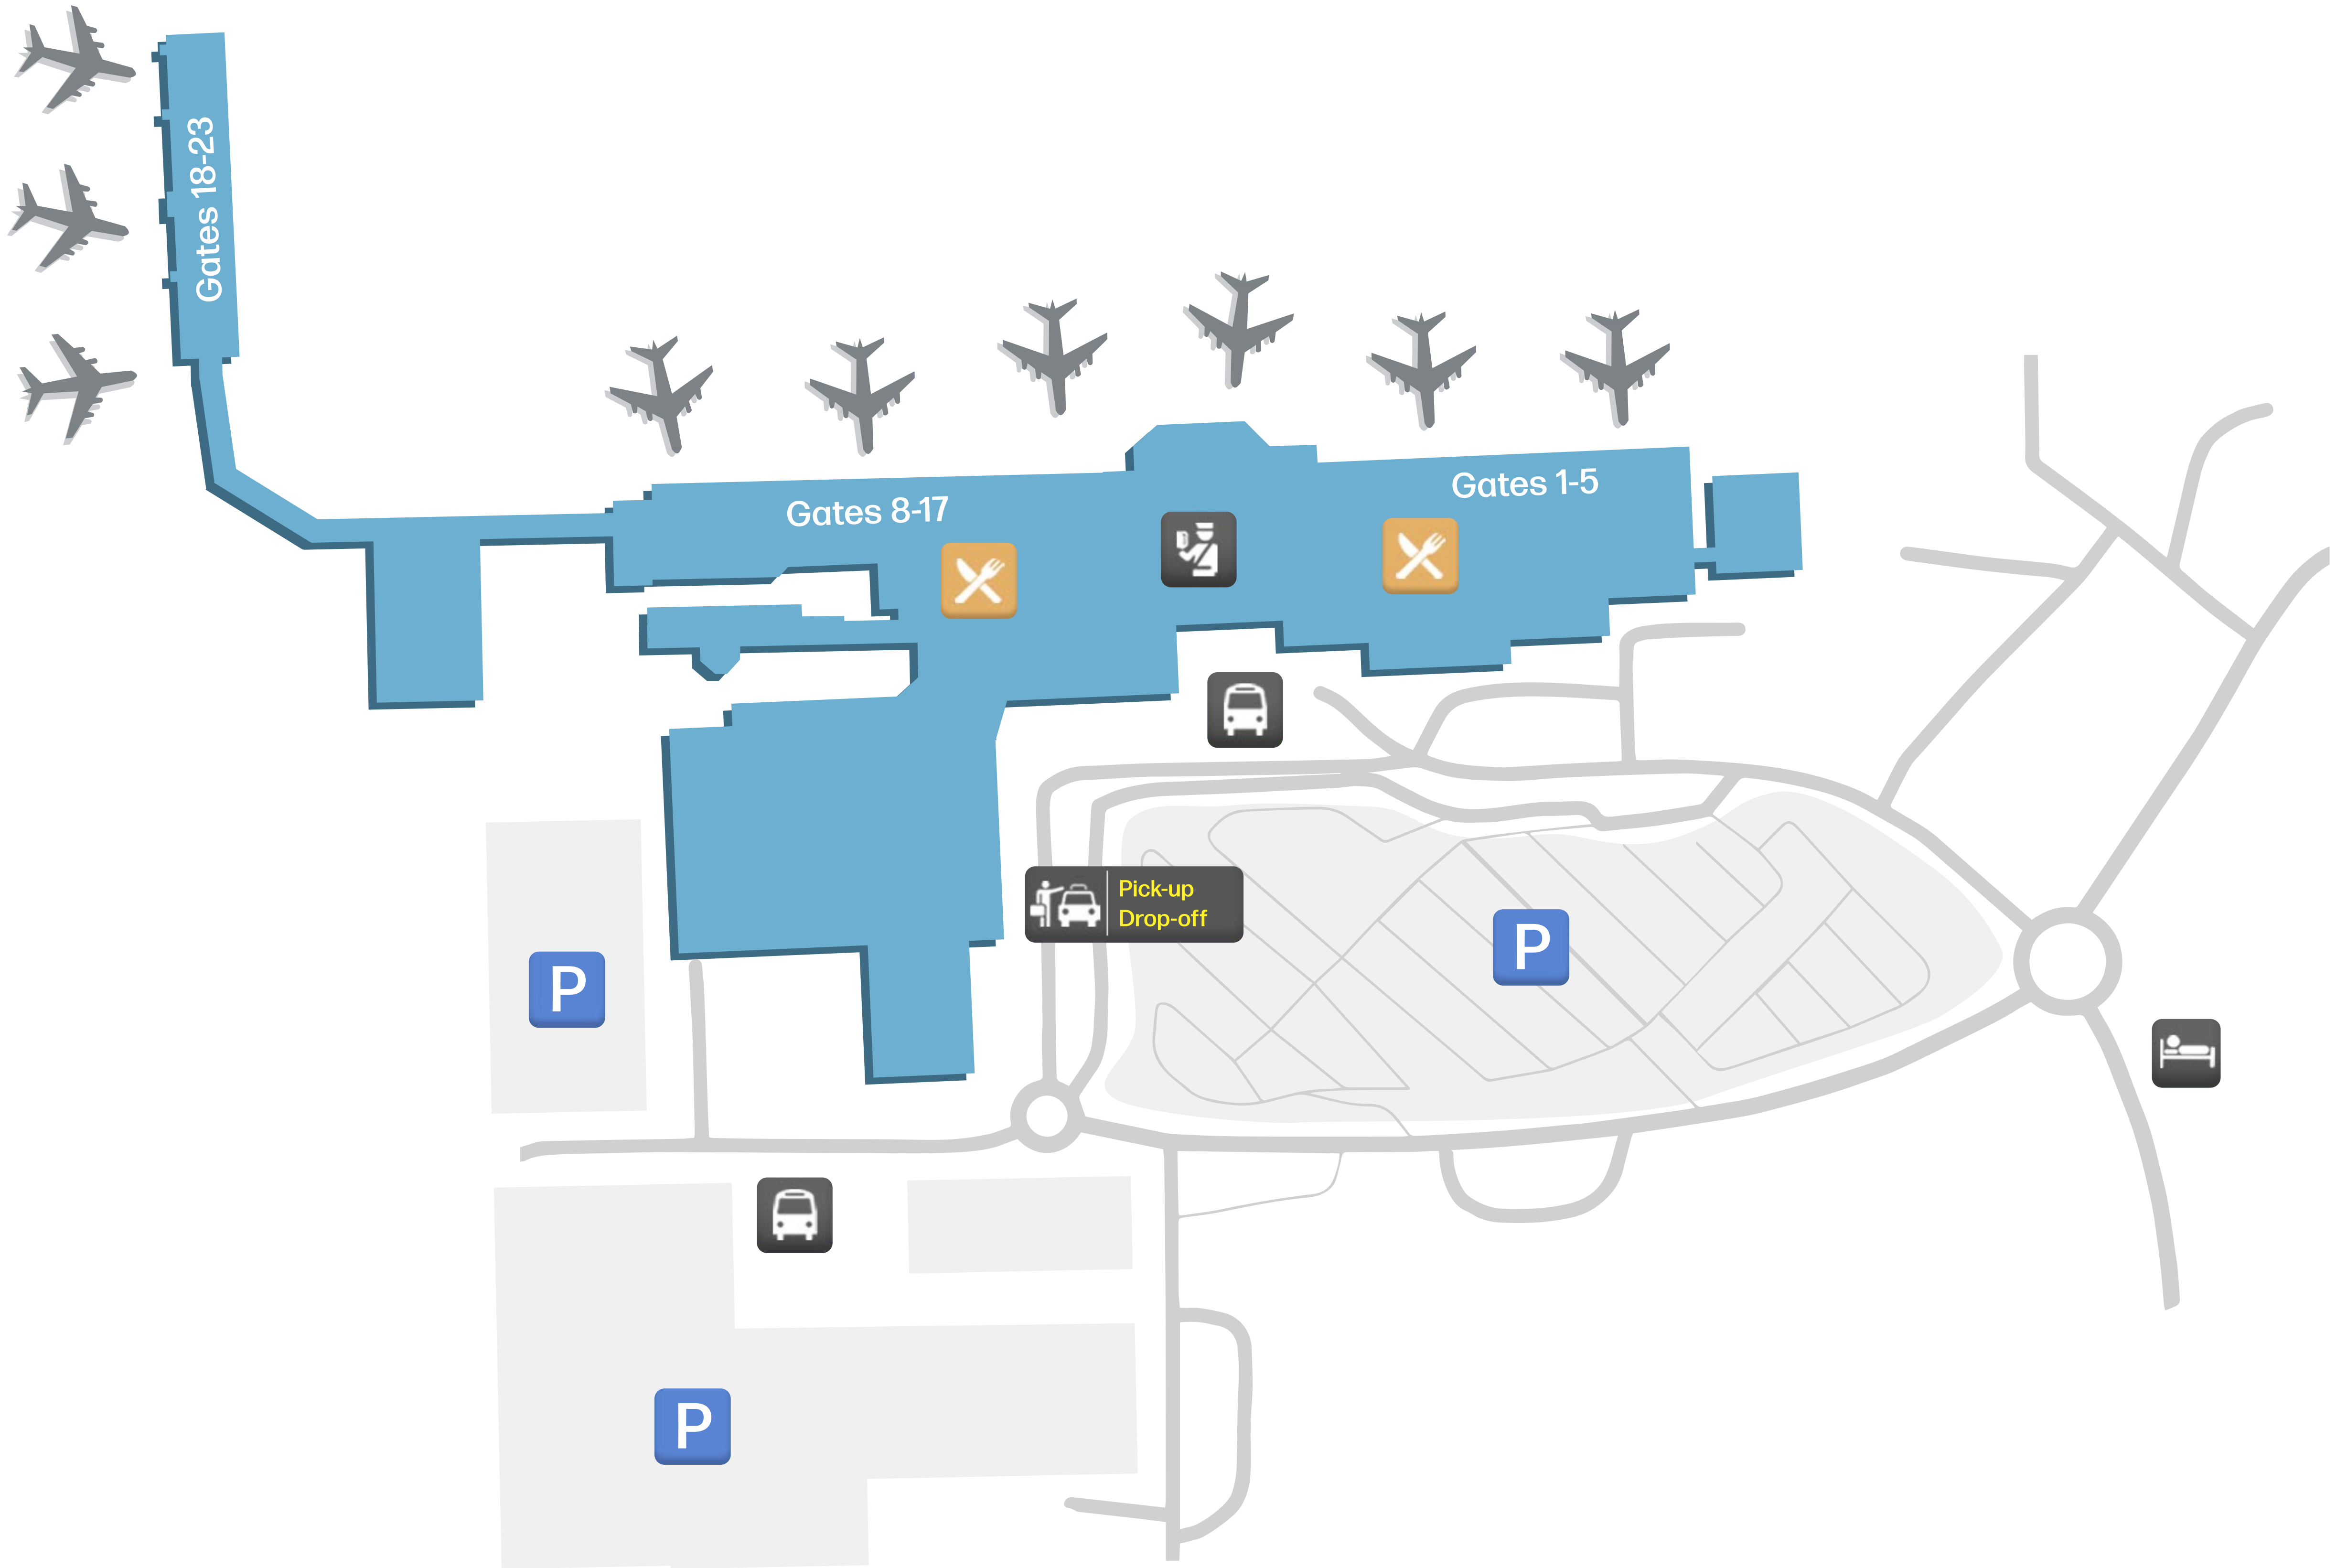 Gates 18-23
Gates 8-17
Gates 1-5
Pick-up
Drop-off
P
P
P